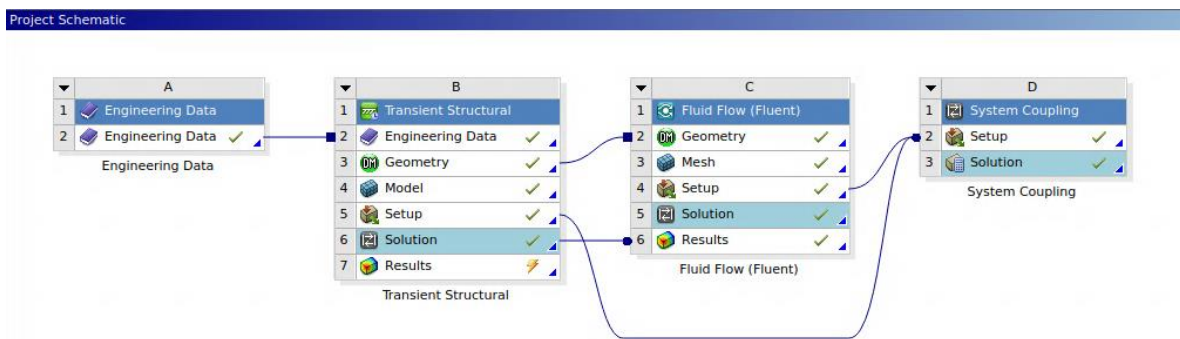 Project Schematic
A
1 Engineering Data
2 Engineering Data
Engineering Data
B
1 Transient Structural
2 Engineering Data
3 Geometry
4 Model
5 Setup
6 Solution
7 Results
Transient Structural
C
1 Fluid Flow (Fluent)
2 Geometry
3 Mesh
4 Setup
5 Solution
6 Results
Fluid Flow (Fluent)
D
1 System Coupling
2 Setup
3 Solution
System Coupling